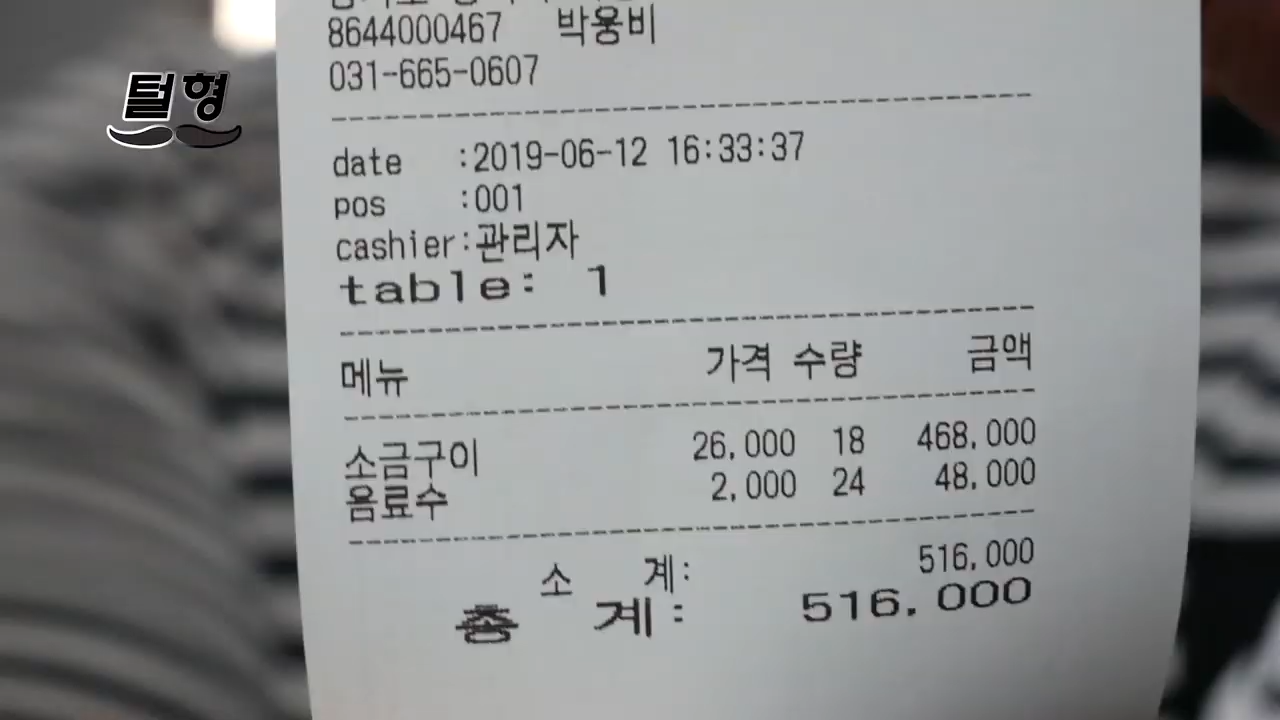 털형
8644000467 박웅비
031-665-0607
date :2019-06-12 16:33:37
pos :001
cashier:관리자
table: 1
메뉴 가격 수량 금액
소금구이 26,000 18 468,000
음료수 2,000 24 48,000
소 계: 516,000
총 계: 516,000